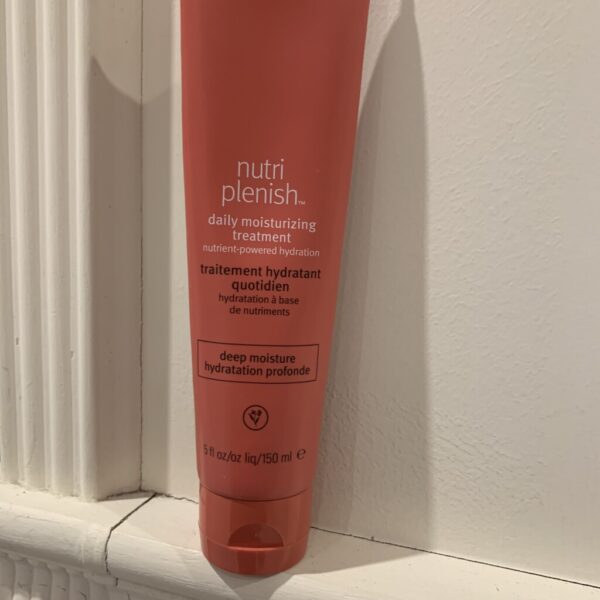 nutri
plenish™
daily moisturizing
treatment
nutrient-powered hydration
traitement hydratant
quotidien
hydratation à base
de nutriments
deep moisture
hydratation profonde
5 fl oz/oz liq/150 ml ℮